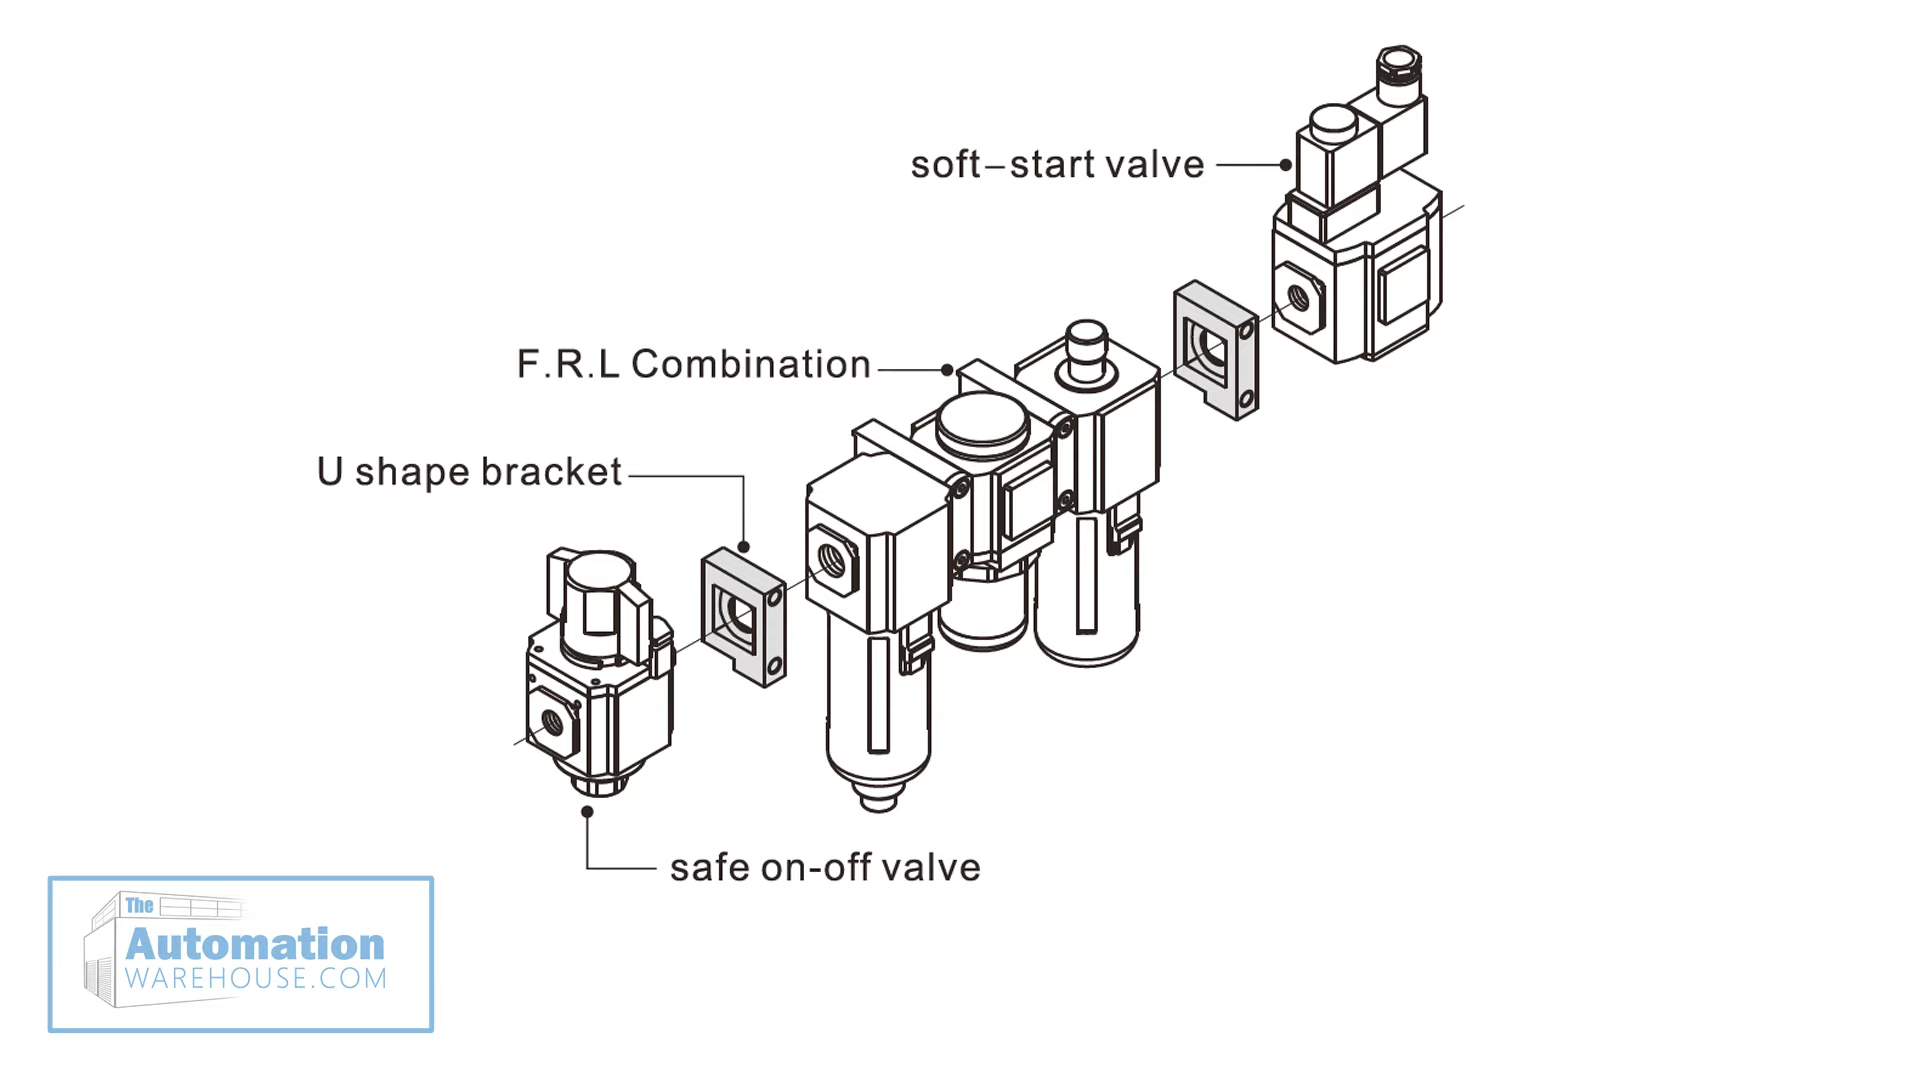 soft–start valve
F.R.L Combination
U shape bracket
safe on-off valve
The
Automation
WAREHOUSE.COM